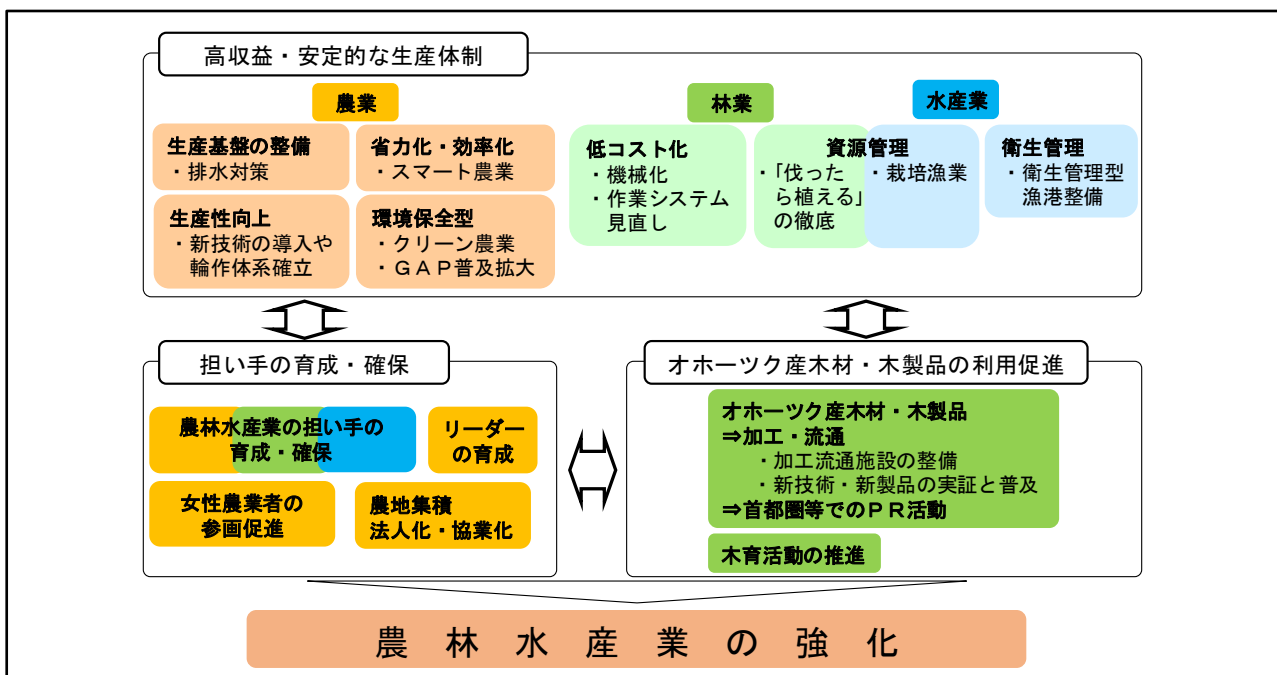 高収益・安定的な生産体制
農業
生産基盤の整備
・排水対策
省力化・効率化
・スマート農業
生産性向上
・新技術の導入や
輪作体系確立
環境保全型
・クリーン農業
・ＧＡＰ普及拡大
林業
水産業
低コスト化
・機械化
・作業システム
見直し
資源管理
・「伐った
ら植える」
の徹底
・栽培漁業
衛生管理
・衛生管理型
漁港整備
担い手の育成・確保
農林水産業の担い手の
育成・確保
リーダー
の育成
女性農業者の
参画促進
農地集積
法人化・協業化
オホーツク産木材・木製品の利用促進
オホーツク産木材・木製品
⇒加工・流通
・加工流通施設の整備
・新技術・新製品の実証と普及
⇒首都圏等でのＰＲ活動
木育活動の推進
農林水産業の強化